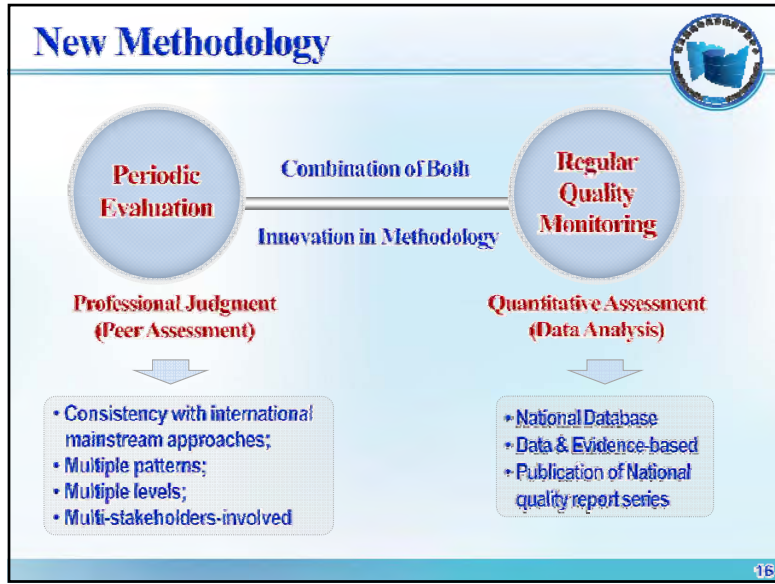 New Methodology
Periodic
Evaluation
Combination of Both
Innovation in Methodology
Regular
Quality
Monitoring
Professional Judgment
(Peer Assessment)
Quantitative Assessment
(Data Analysis)
• Consistency with international
mainstream approaches;
• Multiple patterns;
• Multiple levels;
• Multi-stakeholders-involved
• National Database
• Data & Evidence-based
• Publication of National
quality report series
16